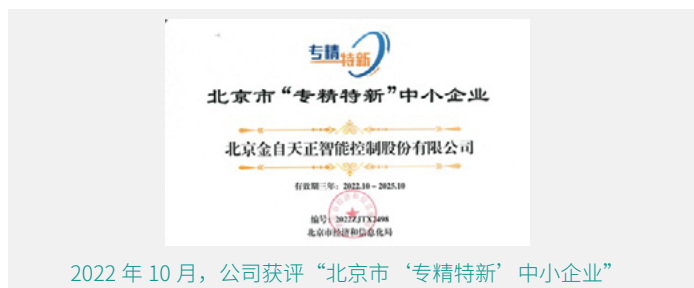 专精特新
北京市“专精特新”中小企业
北京金自天正智能控制股份有限公司
有效期三年：2022.10－2025.10
编号：2022ZJTX2498
北京市经济和信息化局
2022 年 10 月，公司获评“北京市‘专精特新’中小企业”